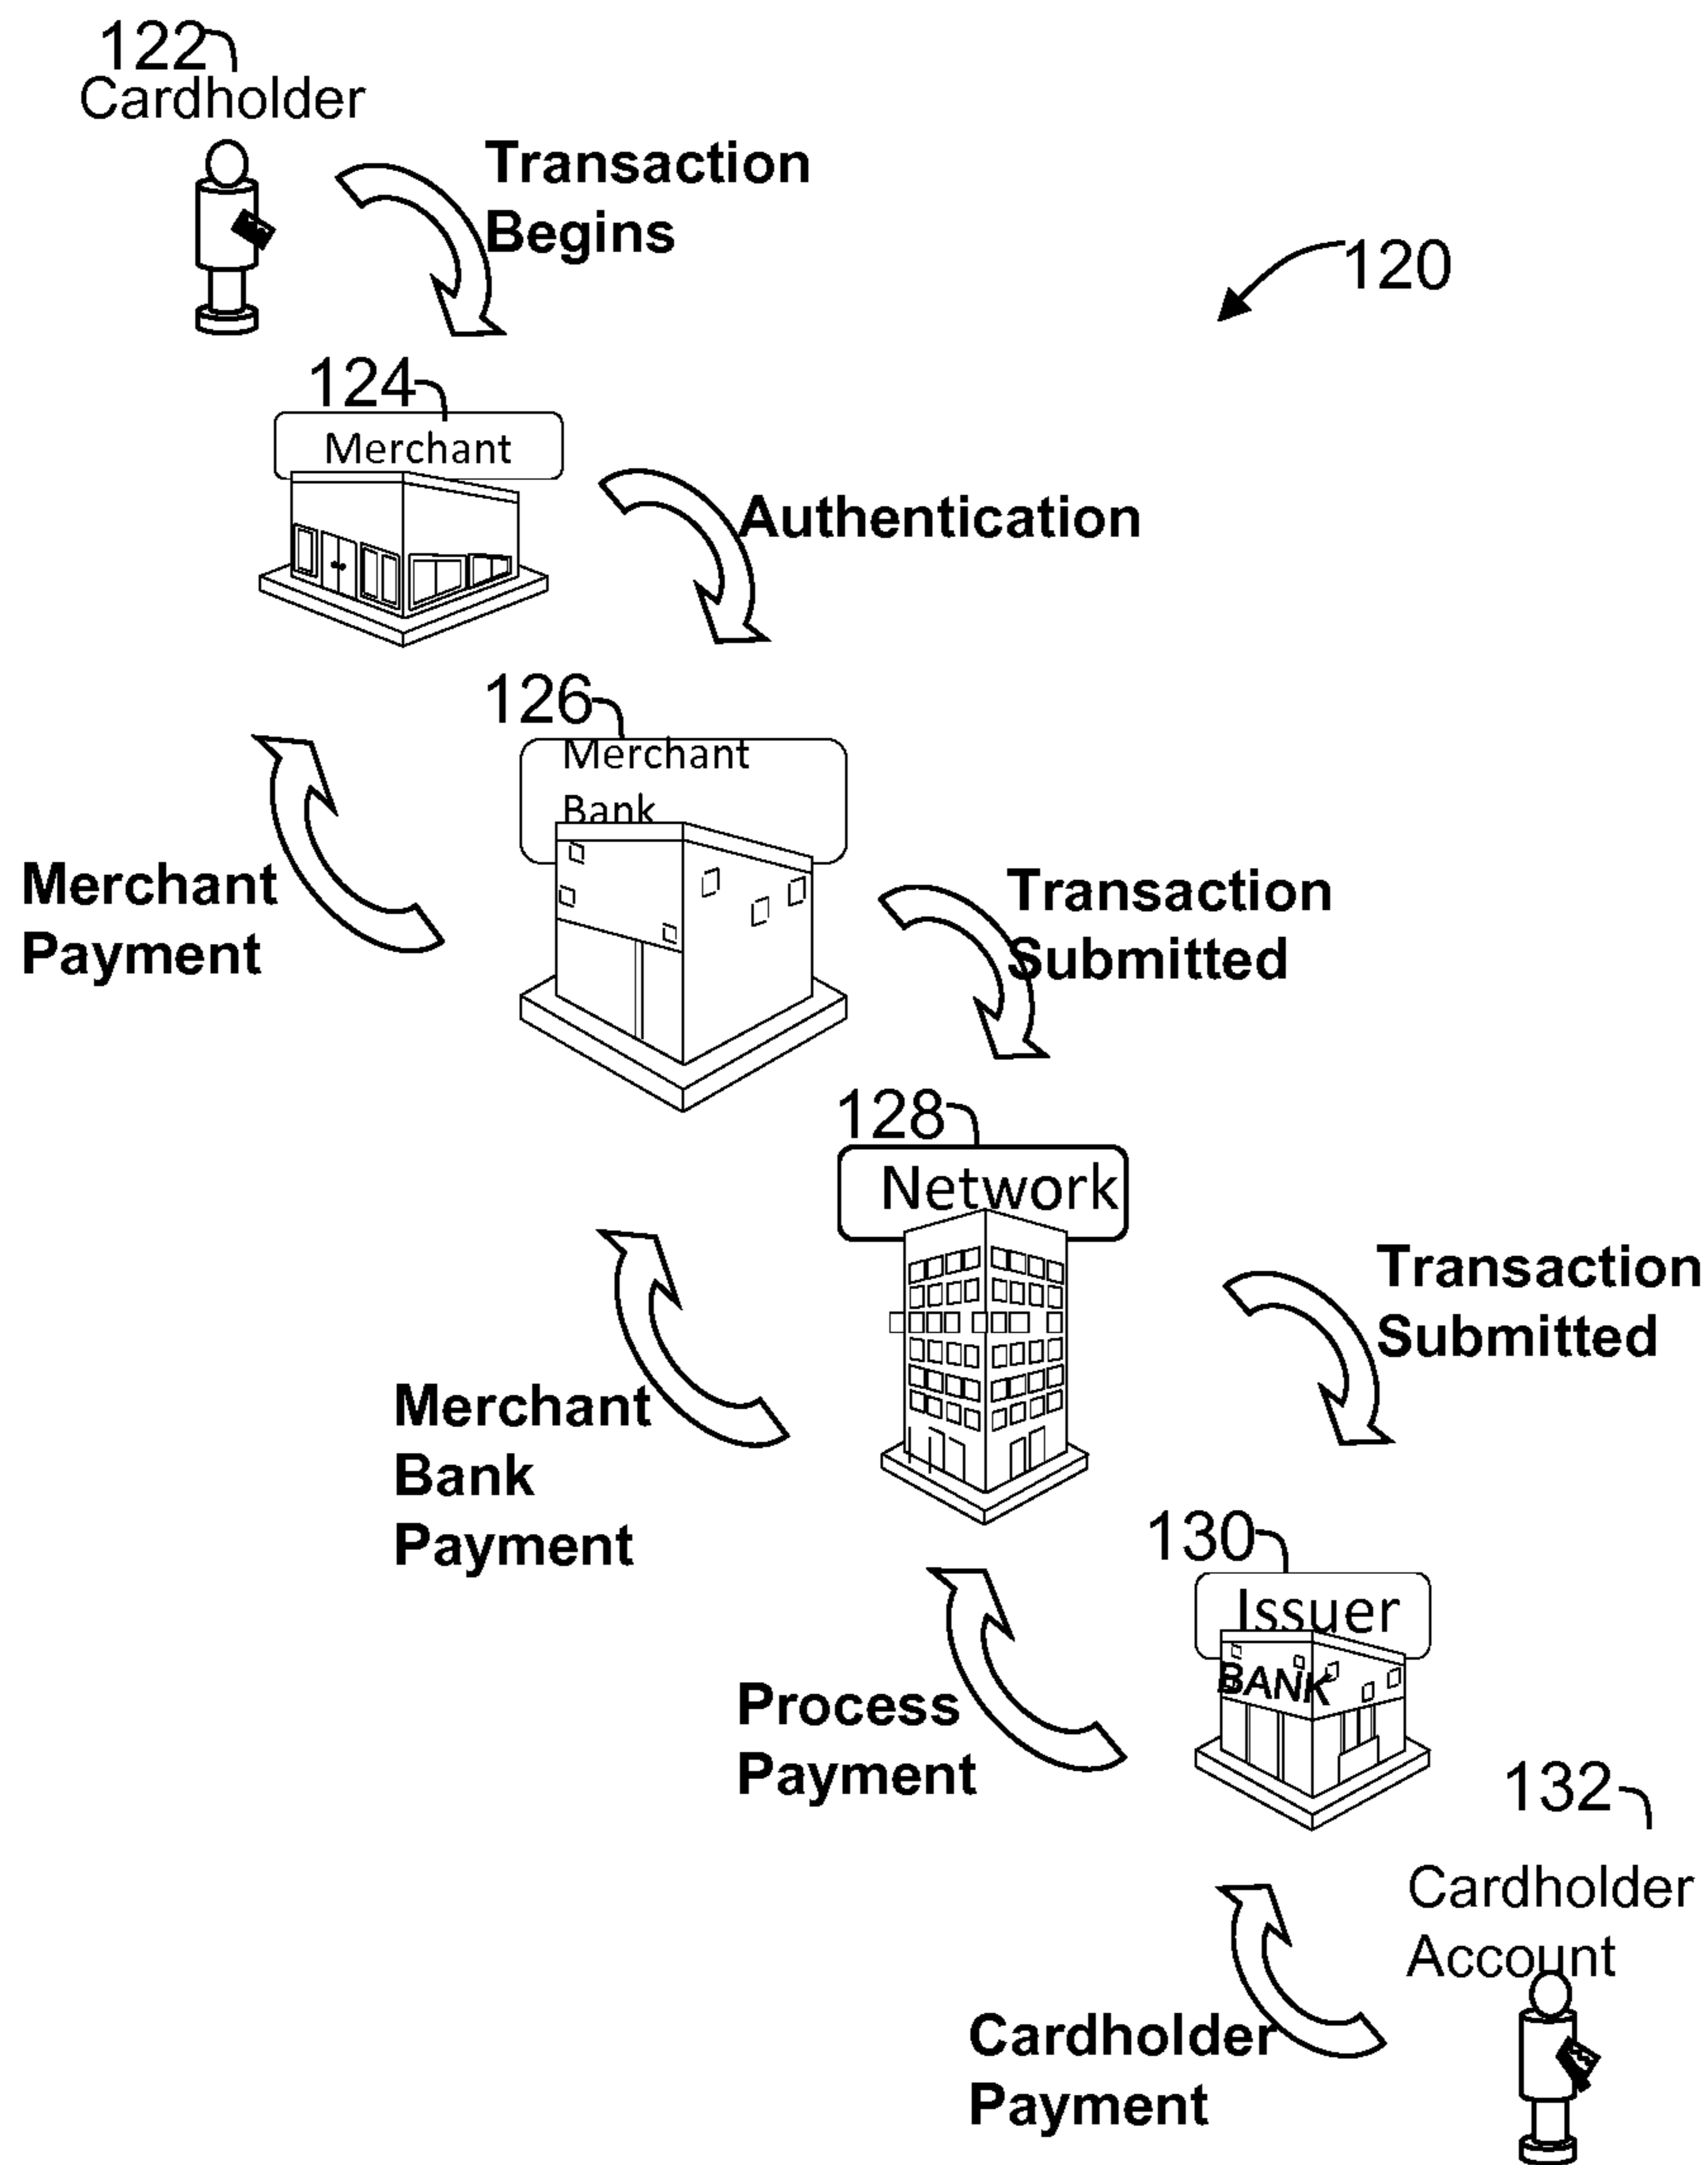 122
Cardholder
Transaction
Begins
120
124
Merchant
Authentication
126
Merchant
Bank
Merchant
Payment
Transaction
Submitted
128
Network
Transaction
Submitted
Merchant
Bank
Payment
130
Issuer
BANK
Process
Payment
132
Cardholder
Account
Cardholder
Payment